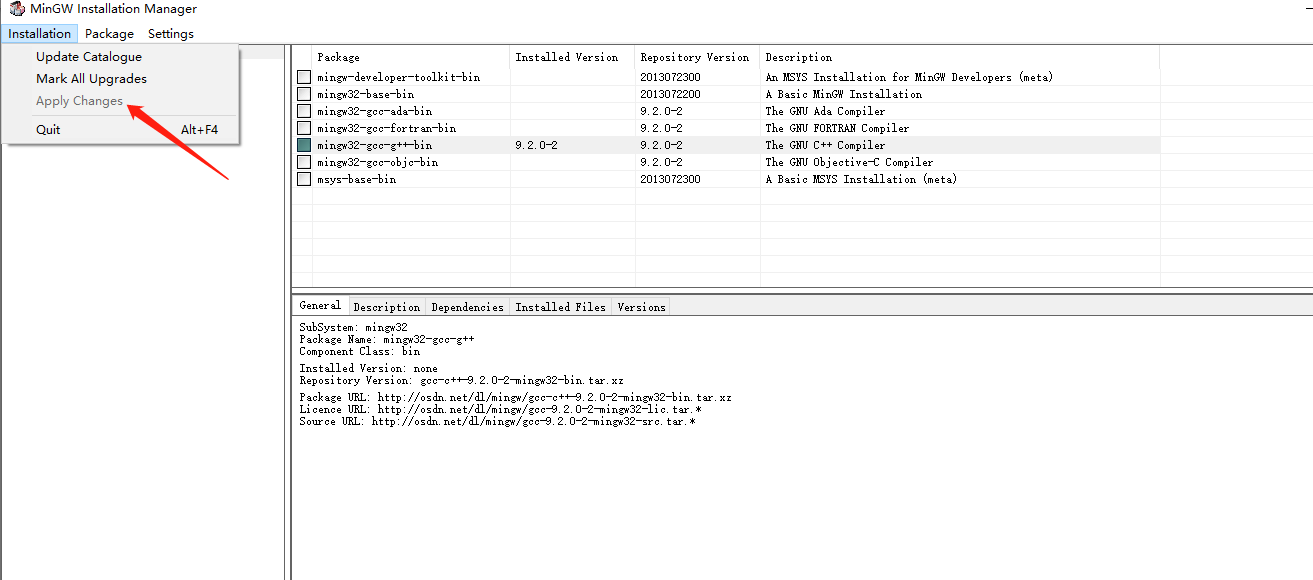 MinGW Installation Manager
Installation Package Settings
Update Catalogue
Mark All Upgrades
Apply Changes
Quit Alt+F4
Package Installed Version Repository Version Description
mingw-developer-toolkit-bin 2013072300 An MSYS Installation for MinGW Developers (meta)
mingw32-base-bin 2013072200 A Basic MinGW Installation
mingw32-gcc-ada-bin 9.2.0-2 The GNU Ada Compiler
mingw32-gcc-fortran-bin 9.2.0-2 The GNU FORTRAN Compiler
mingw32-gcc-g++-bin 9.2.0-2 9.2.0-2 The GNU C++ Compiler
mingw32-gcc-objc-bin 9.2.0-2 The GNU Objective-C Compiler
msys-base-bin 2013072300 A Basic MSYS Installation (meta)
General Description Dependencies Installed Files Versions
SubSystem: mingw32
Package Name: mingw32-gcc-g++
Component Class: bin
Installed Version: none
Repository Version: gcc-c++-9.2.0-2-mingw32-bin.tar.xz
Package URL: http://osdn.net/dl/mingw/gcc-c++-9.2.0-2-mingw32-bin.tar.xz
Licence URL: http://osdn.net/dl/mingw/gcc-9.2.0-2-mingw32-lic.tar.*
Source URL: http://osdn.net/dl/mingw/gcc-9.2.0-2-mingw32-src.tar.*